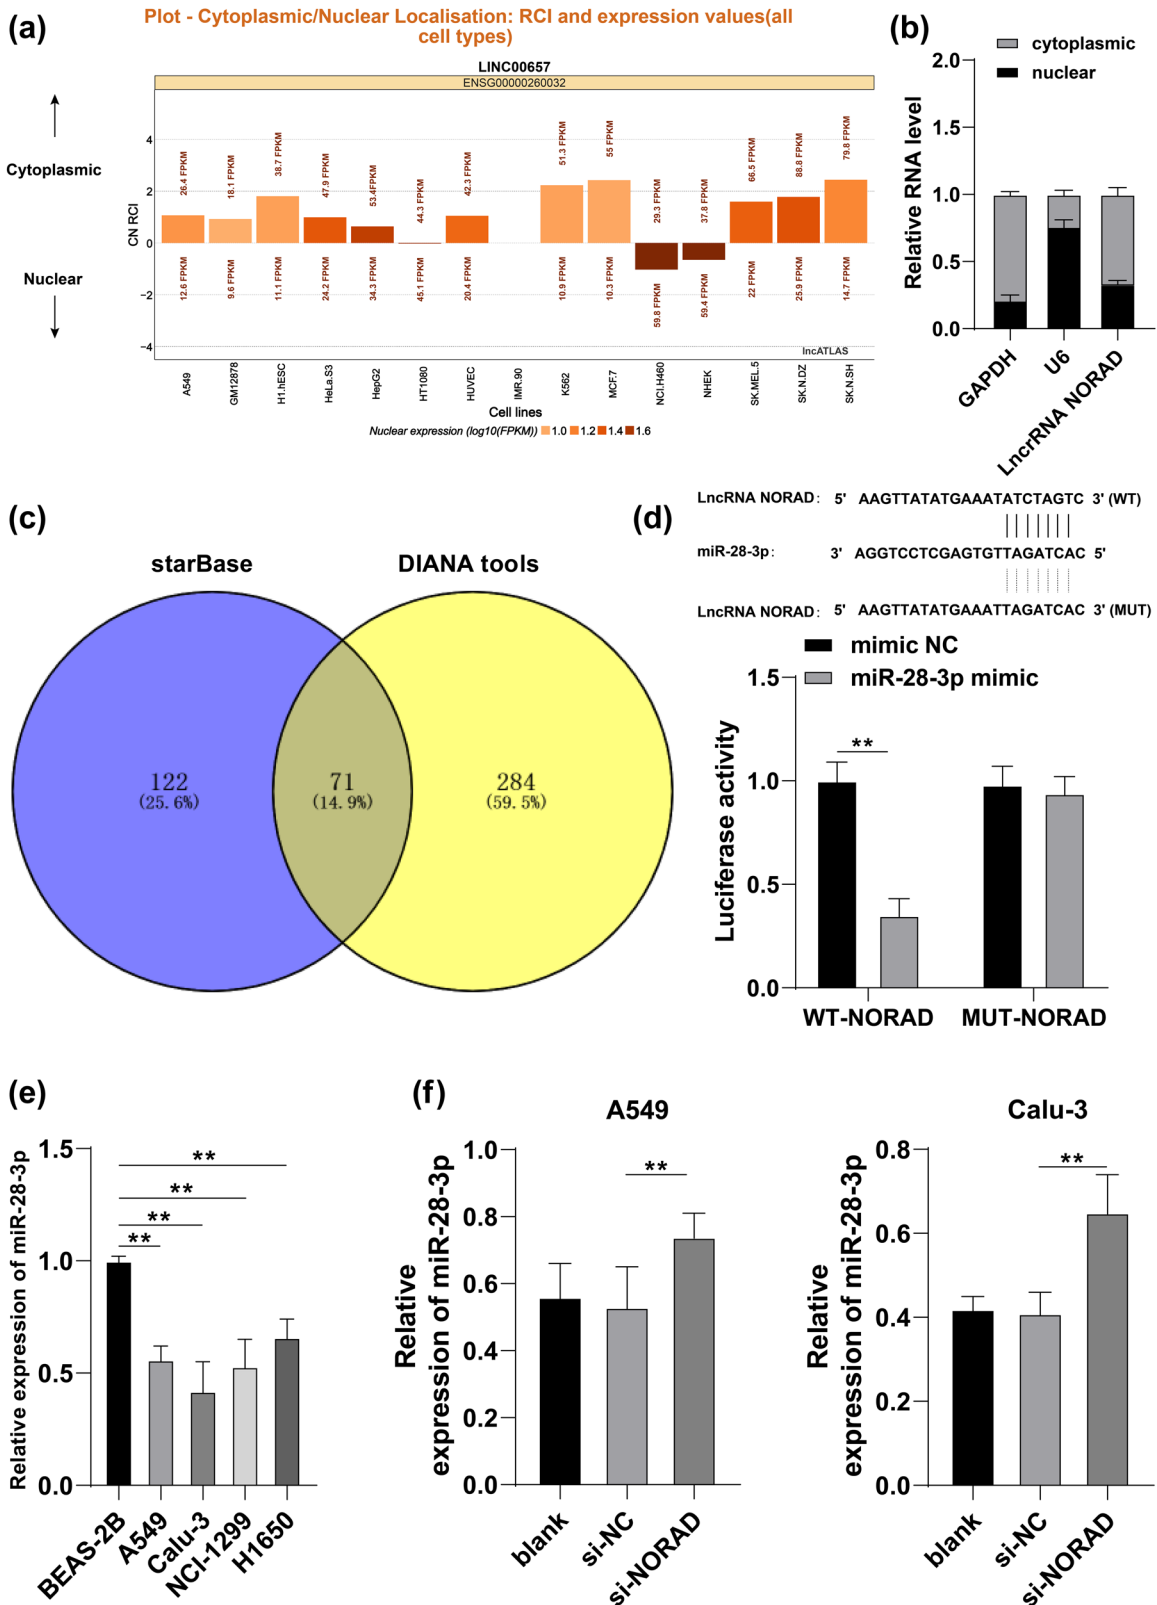 (a)
Plot - Cytoplasmic/Nuclear Localisation: RCI and expression values(all
cell types)
LINC00657
ENSG00000260032
Cytoplasmic
Nuclear
CN RCI
4
2
0
−2
−4
26.4 FPKM
18.1 FPKM
38.7 FPKM
47.9 FPKM
53.4FPKM
44.3 FPKM
42.3 FPKM
51.3 FPKM
55 FPKM
29.3 FPKM
37.8 FPKM
66.5 FPKM
88.8 FPKM
79.8 FPKM
12.6 FPKM
9.6 FPKM
11.1 FPKM
24.2 FPKM
34.3 FPKM
45.1 FPKM
20.4 FPKM
10.9 FPKM
10.3 FPKM
59.8 FPKM
59.4 FPKM
22 FPKM
25.9 FPKM
14.7 FPKM
lncATLAS
A549
GM12878
H1.hESC
HeLa.S3
HepG2
HT1080
HUVEC
IMR.90
K562
MCF.7
NCI.H460
NHEK
SK.MEL.5
SK.N.DZ
SK.N.SH
Cell lines
Nuclear expression (log10(FPKM)) 1.0 1.2 1.4 1.6
(b)
cytoplasmic
nuclear
Relative RNA level
2.0
1.5
1.0
0.5
0.0
GAPDH
U6
LncrRNA NORAD
(c)
starBase
DIANA tools
122
(25.6%)
71
(14.9%)
284
(59.5%)
(d)
LncRNA NORAD: 5' AAGTTATATGAAATATCTAGTC 3' (WT)
miR-28-3p: 3' AGGTCCTCGAGTGTTAGATCAC 5'
LncRNA NORAD: 5' AAGTTATATGAAATTAGATCAC 3' (MUT)
mimic NC
miR-28-3p mimic
Luciferase activity
1.5
1.0
0.5
0.0
**
WT-NORAD
MUT-NORAD
(e)
Relative expression of miR-28-3p
1.5
1.0
0.5
0.0
**
**
**
**
BEAS-2B
A549
Calu-3
NCI-1299
H1650
(f)
A549
Relative
expression of miR-28-3p
1.0
0.8
0.6
0.4
0.2
0.0
**
blank
si-NC
si-NORAD
Calu-3
Relative
expression of miR-28-3p
0.8
0.6
0.4
0.2
0.0
**
blank
si-NC
si-NORAD